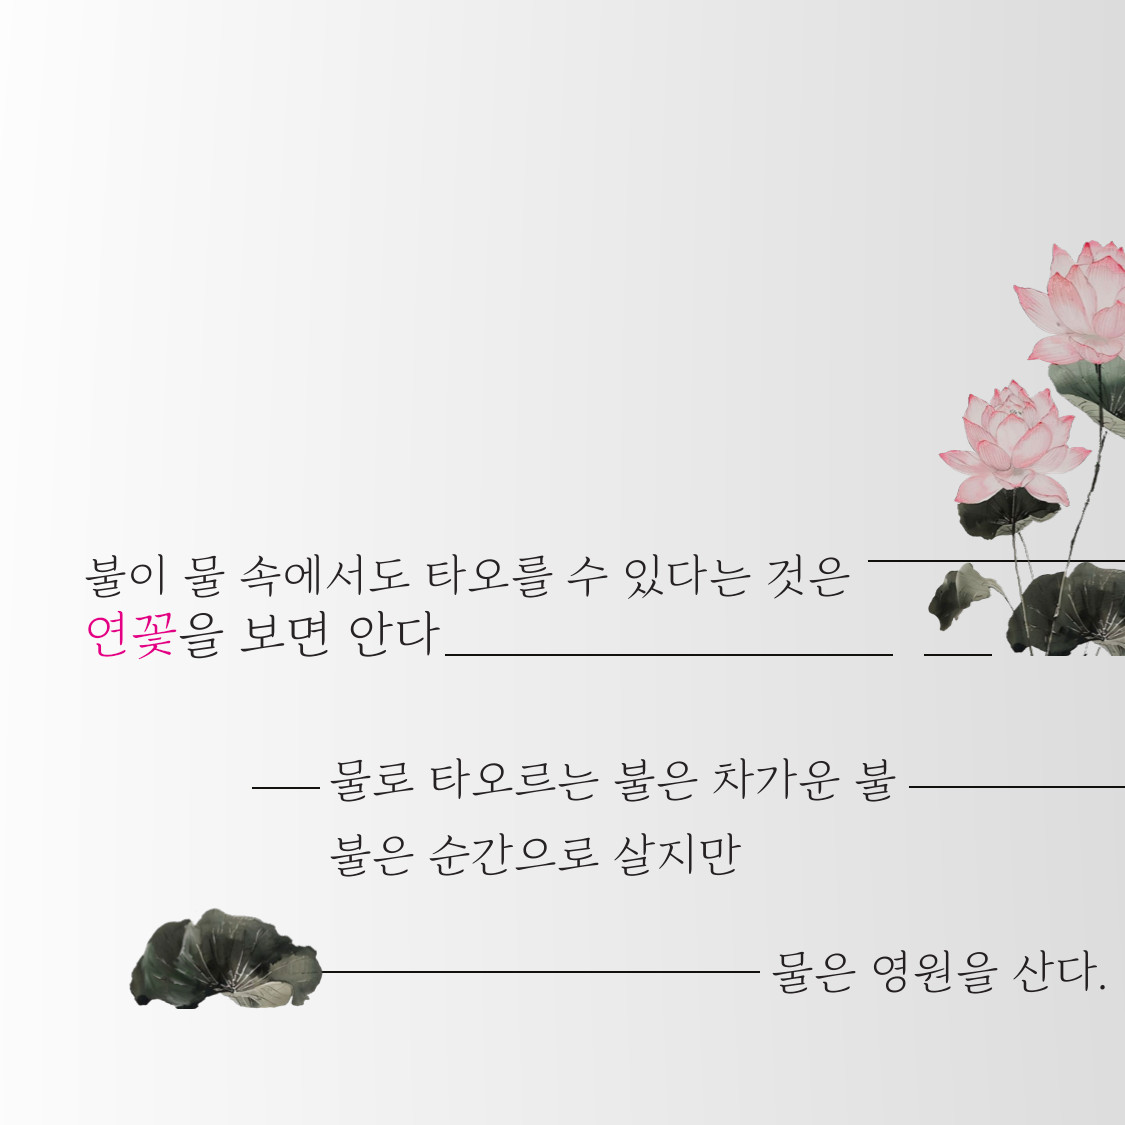 불이 물 속에서도 타오를 수 있다는 것은
연꽃을 보면 안다
물로 타오르는 불은 차가운 불
불은 순간으로 살지만
물은 영원을 산다.